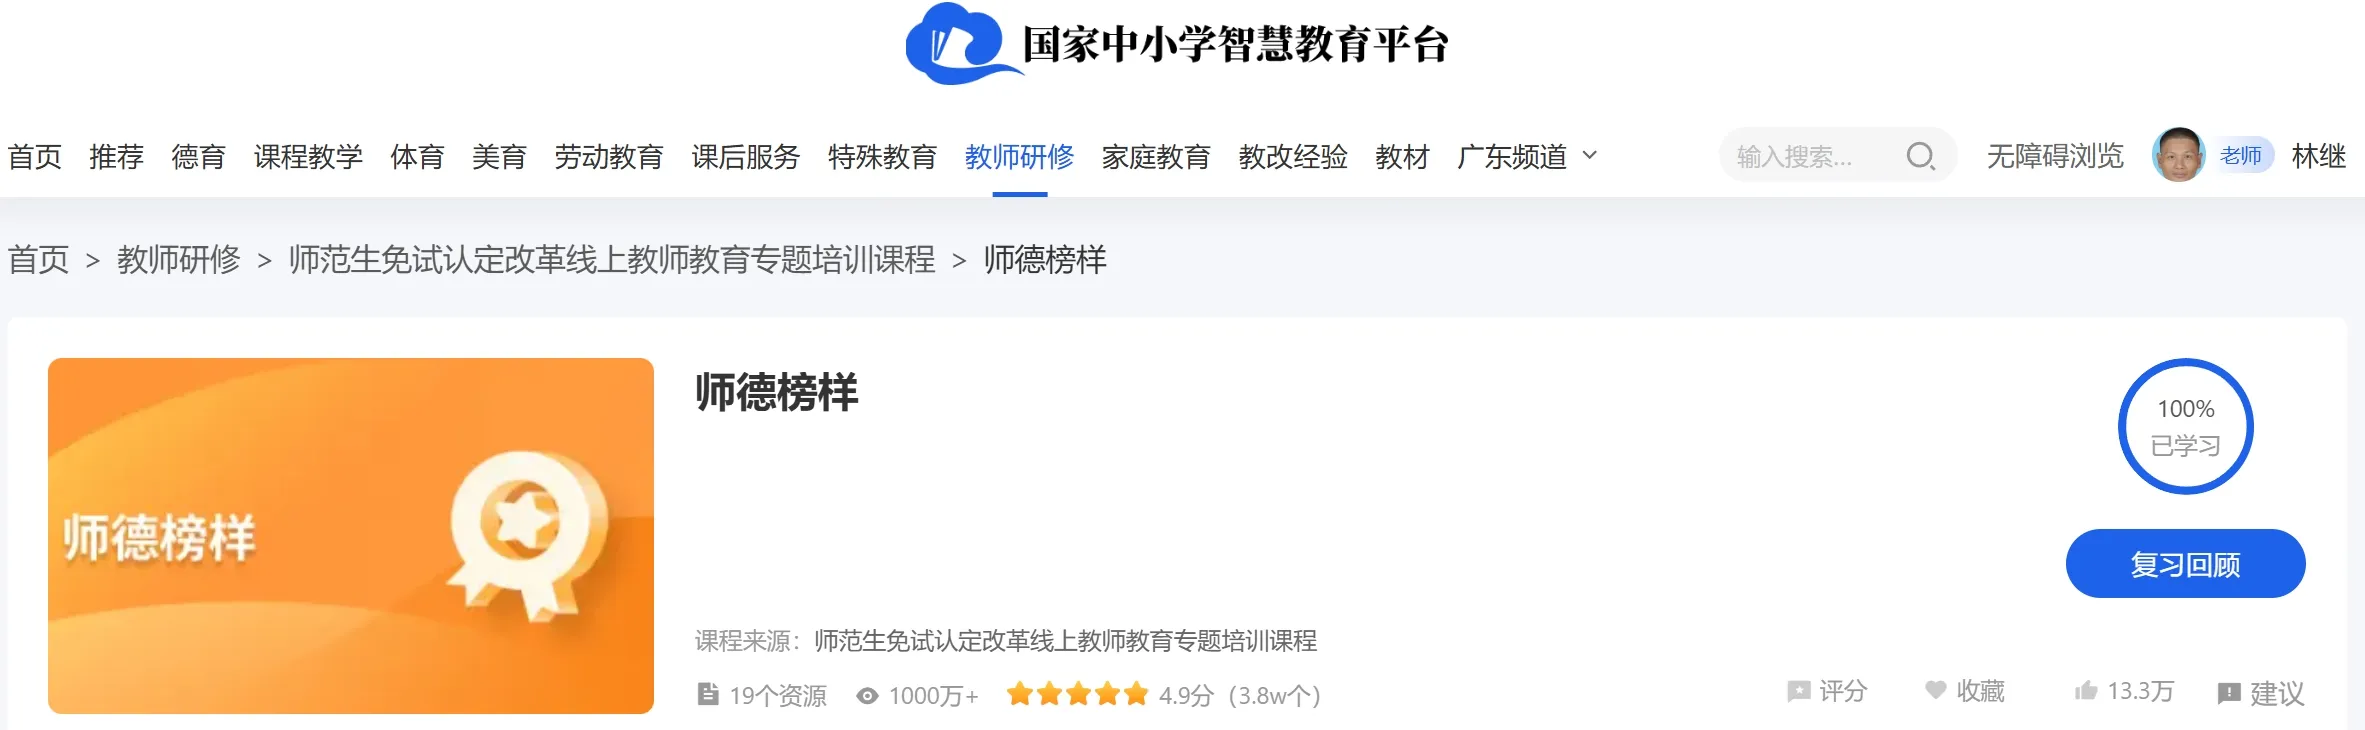 国家中小学智慧教育平台
首页 推荐 德育 课程教学 体育 美育 劳动教育 课后服务 特殊教育 教师研修 家庭教育 教改经验 教材 广东频道 输入搜索... 无障碍浏览 老师 林继
首页 > 教师研修 > 师范生免试认定改革线上教师教育专题培训课程 > 师德榜样
师德榜样
师德榜样
100%
已学习
复习回顾
课程来源：师范生免试认定改革线上教师教育专题培训课程
19个资源 1000万+ 4.9分（3.8w个） 评分 收藏 13.3万 建议